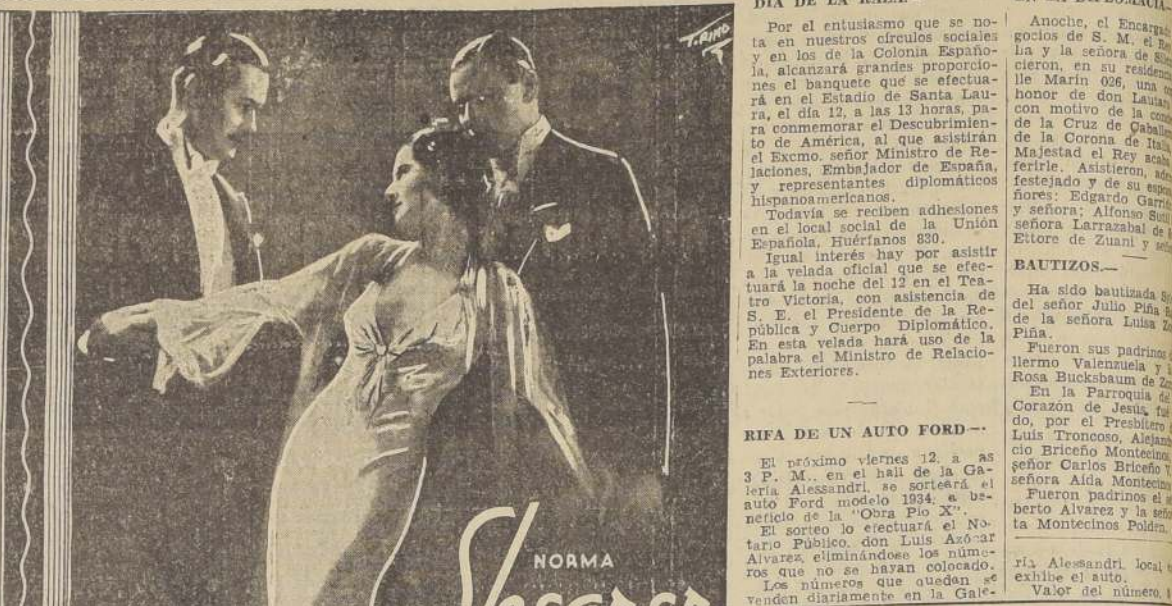 T. RIMO
NORMA
Shearer
DIA DE LA RAZA
Por el entusiasmo que se no-
ta en nuestros círculos sociales
y en los de la Colonia Españo-
la, alcanzará grandes proporcio-
nes el banquete que se efectua-
rá en el Estadio de Santa Lau-
ra, el día 12, a las 13 horas, pa-
ra conmemorar el Descubrimien-
to de América, al que asistirán
el Excmo. señor Ministro de Re-
laciones, Embajador de España,
y representantes diplomáticos
hispanoamericanos.
Todavía se reciben adhesiones
en el local social de la Unión
Española, Huérfanos 830.
Igual interés hay por asistir
a la velada oficial que se efec-
tuará la noche del 12 en el Tea-
tro Victoria, con asistencia de
S. E. el Presidente de la Re-
pública y Cuerpo Diplomático.
En esta velada hará uso de la
palabra el Ministro de Relacio-
nes Exteriores.
RIFA DE UN AUTO FORD—.
El próximo viernes 12, a as
3 P. M., en el hall de la Ga-
lería Alessandri, se sorteará el
auto Ford modelo 1934, a be-
neficio de la "Obra Pío X".
El sorteo lo efectuará el No-
tario Público, don Luis Azócar
Alvarez, eliminándose los núme-
ros que no se hayan colocado.
Los números que quedan se
venden diariamente en la Gale-
Anoche, el Encarga
gocios de S. M. el
lia y la señora de
cieron, en su residen
lle Marín 026, una
honor de don Lauta
con motivo de la
de la Cruz de Caball
de la Corona de Italia
Majestad el Rey aca
ferirle. Asistieron, ade
festejado y de su espo
ñores: Edgardo Garri
y señora; Alfonso
señora Larrazabal de
Ettore de Zuani y
BAUTIZOS.—
Ha sido bautizada
del señor Julio Piña
de la señora Luisa
Piña.
Fueron sus padrinos
llermo Valenzuela y
Rosa Bucksbaum de
En la Parroquia del
Corazón de Jesús, fu
do, por el Presbítero
Luis Troncoso, Alejan
cio Briceño Montecinos
señor Carlos Briceño y
señora Aída Montecinos
Fueron padrinos el
berto Alvarez y la seño
ta Montecinos Polden.
ría Alessandri, local
exhibe el auto.
Valor del número,